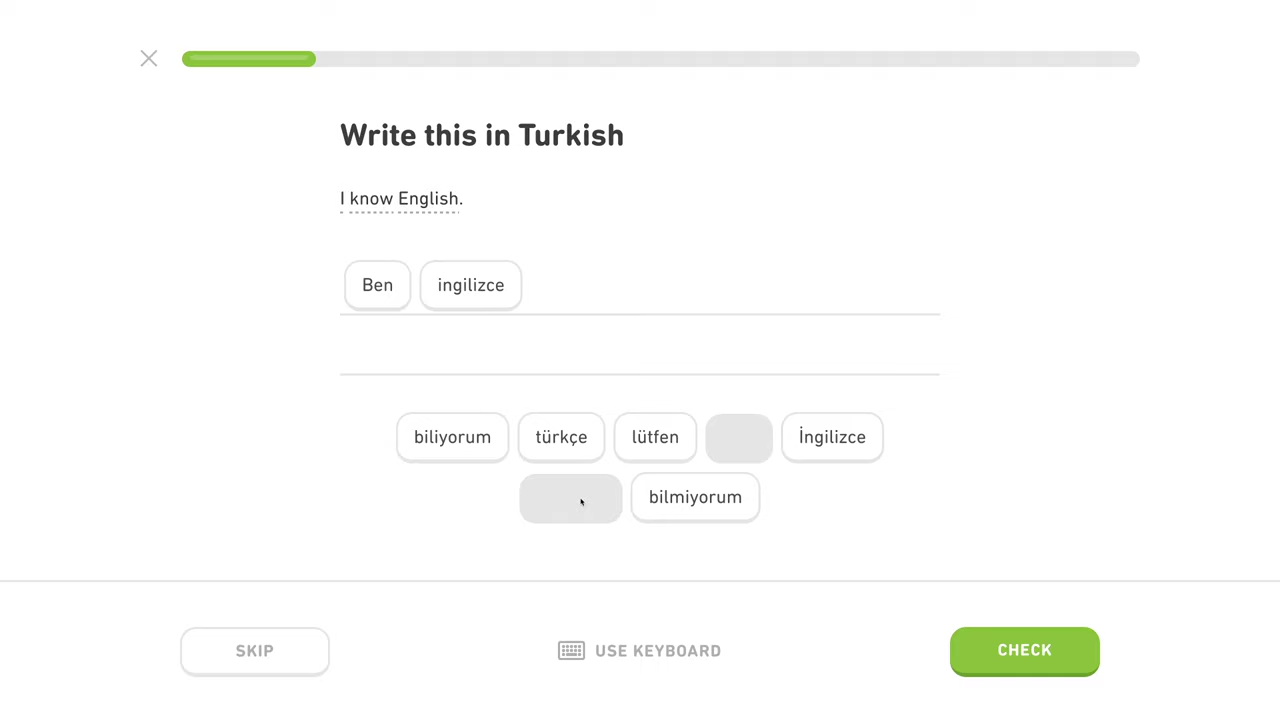 Write this in Turkish
I know English.
Ben ingilizce
biliyorum türkçe lütfen İngilizce
bilmiyorum
SKIP USE KEYBOARD CHECK